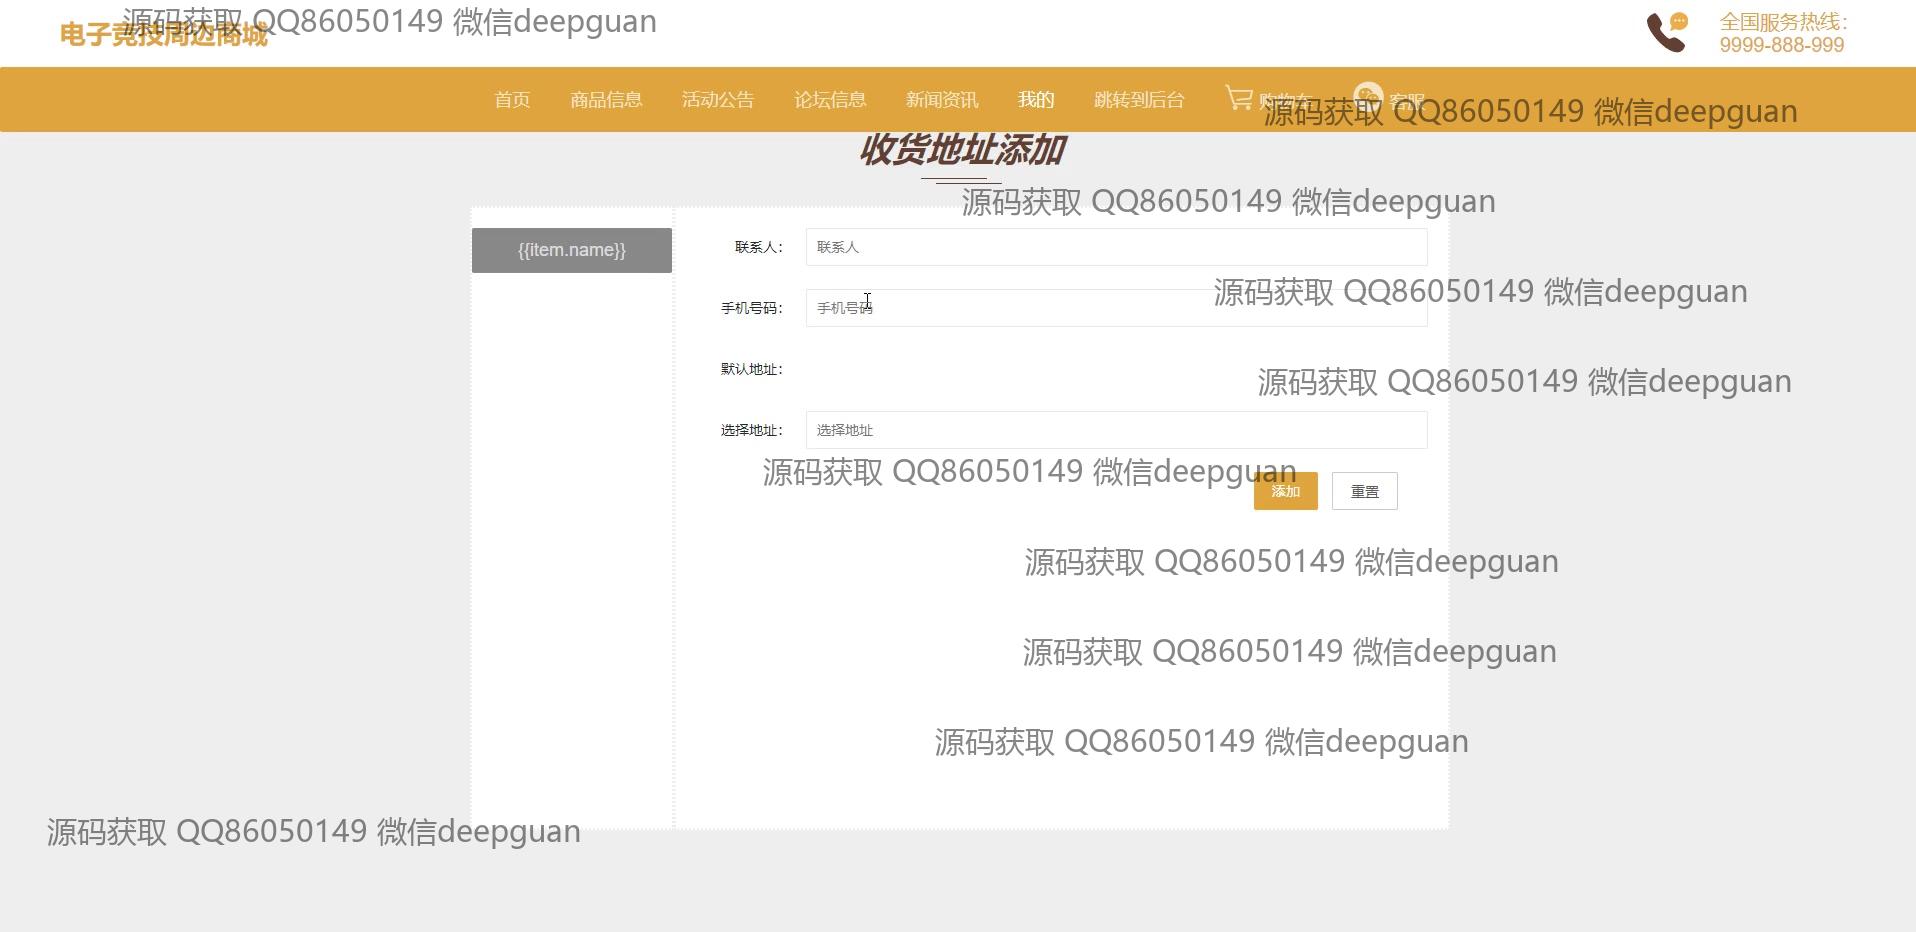 电子竞技周边商城
源码获取 QQ86050149 微信deepguan
全国服务热线：
9999-888-999
首页 商品信息 活动公告 论坛信息 新闻资讯 我的 跳转到后台 购物车 客服
源码获取 QQ86050149 微信deepguan
收货地址添加
源码获取 QQ86050149 微信deepguan
{{item.name}}
联系人： 联系人
源码获取 QQ86050149 微信deepguan
手机号码： 手机号码
默认地址：
源码获取 QQ86050149 微信deepguan
选择地址： 选择地址
源码获取 QQ86050149 微信deepguan
添加 重置
源码获取 QQ86050149 微信deepguan
源码获取 QQ86050149 微信deepguan
源码获取 QQ86050149 微信deepguan
源码获取 QQ86050149 微信deepguan